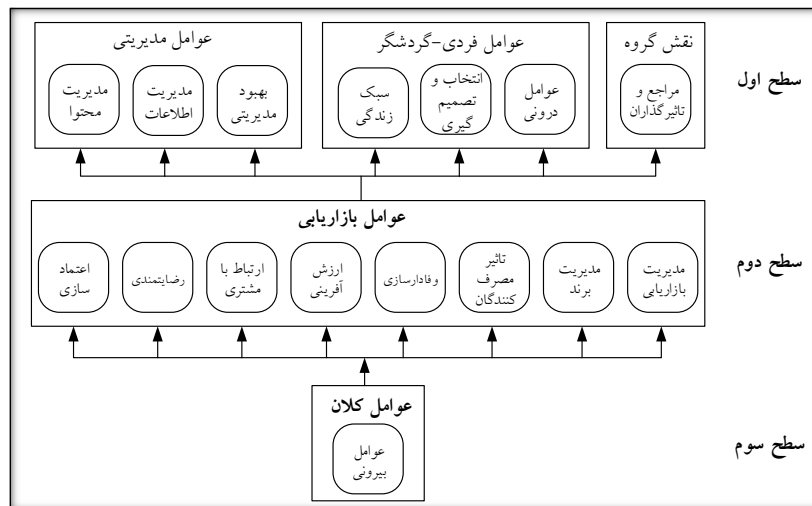 نقش گروه
مراجع و
تاثیرگذاران
عوامل فردی-گردشگر
عوامل
درونی
انتخاب و
تصمیم
گیری
سبک
زندگی
عوامل مدیریتی
بهبود
مدیریتی
مدیریت
اطلاعات
مدیریت
محتوا
سطح اول
عوامل بازاریابی
مدیریت
بازاریابی
مدیریت
برند
تاثیر
مصرف
کنندگان
وفادارسازی
ارزش
آفرینی
ارتباط با
مشتری
رضایتمندی
اعتماد
سازی
سطح دوم
عوامل کلان
عوامل
بیرونی
سطح سوم